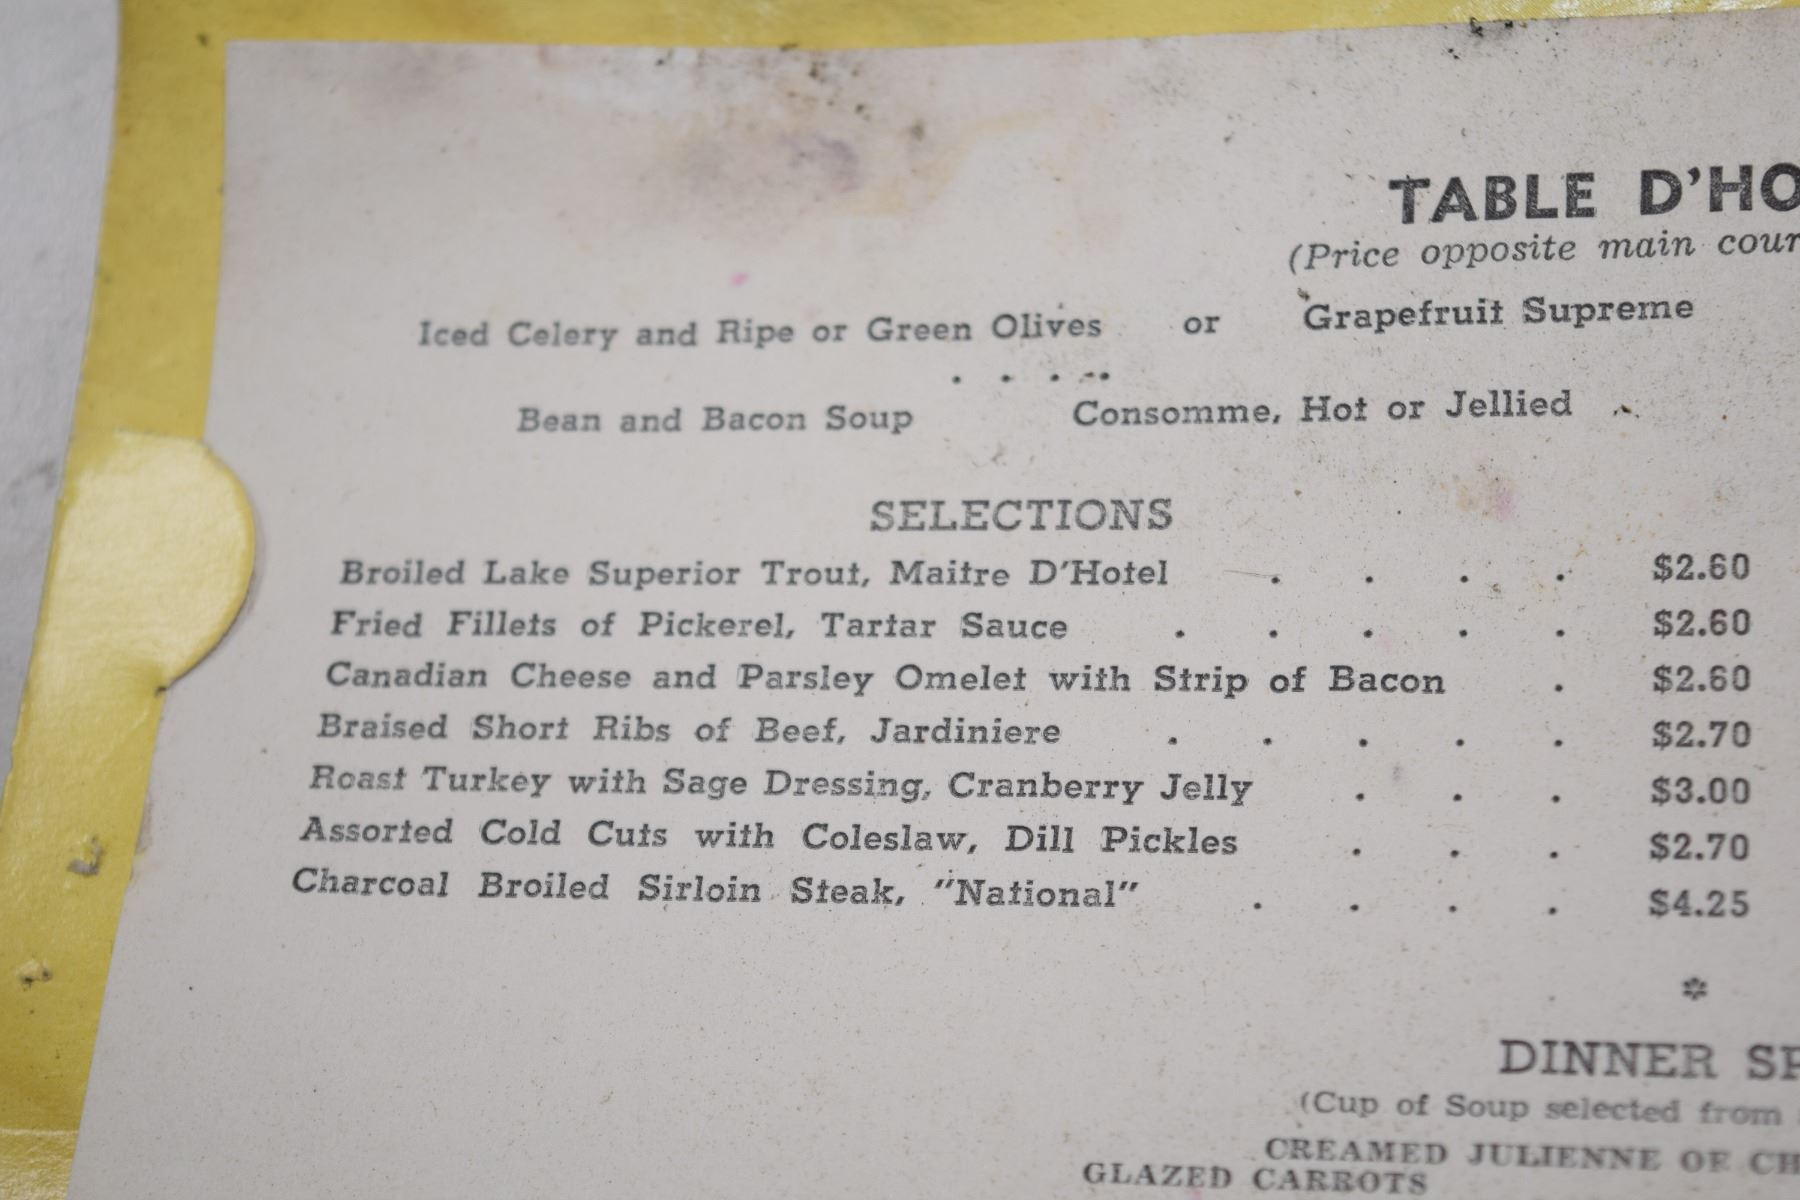 TABLE D'HO
(Price opposite main cour
Iced Celery and Ripe or Green Olives or Grapefruit Supreme
Bean and Bacon Soup Consomme, Hot or Jellied
SELECTIONS
Broiled Lake Superior Trout, Maitre D'Hotel . . . . $2.60
Fried Fillets of Pickerel, Tartar Sauce . . . . . $2.60
Canadian Cheese and Parsley Omelet with Strip of Bacon . $2.60
Braised Short Ribs of Beef, Jardiniere . . . . . $2.70
Roast Turkey with Sage Dressing, Cranberry Jelly . . . $3.00
Assorted Cold Cuts with Coleslaw, Dill Pickles . . . $2.70
Charcoal Broiled Sirloin Steak, "National" . . . . $4.25
*
DINNER SP
(Cup of Soup selected from
CREAMED JULIENNE OF CH
GLAZED CARROTS